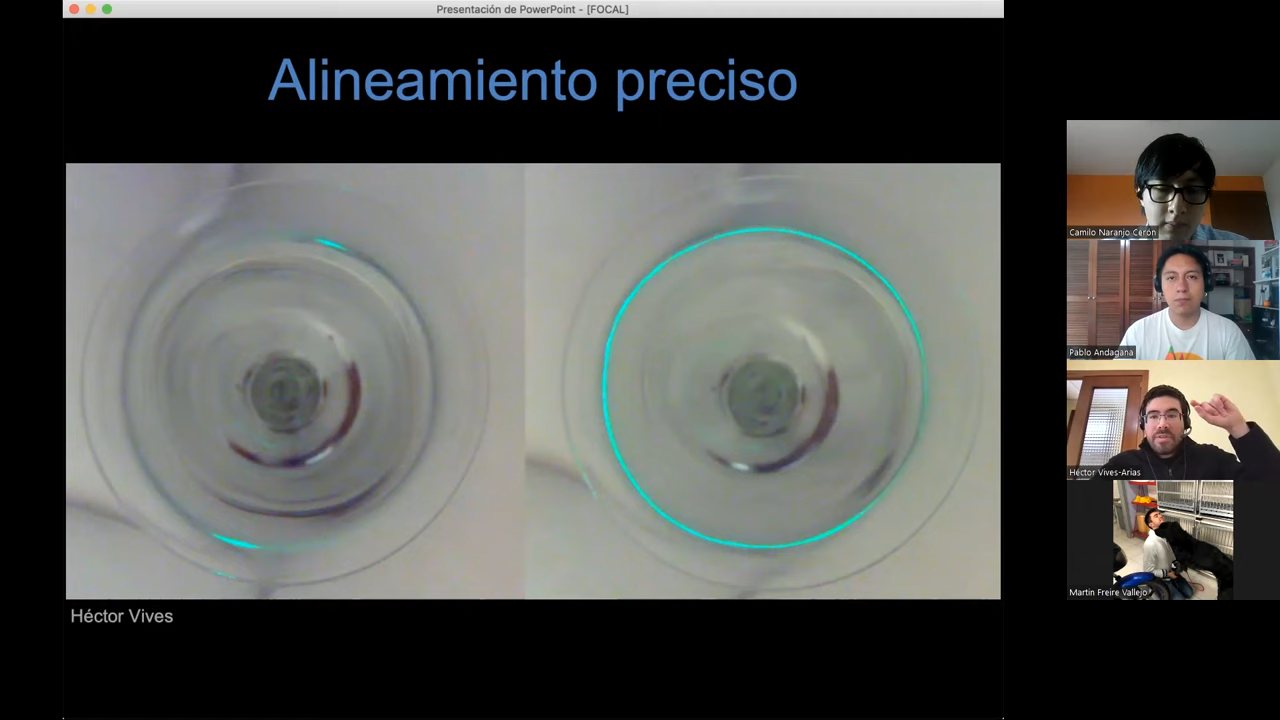 Presentación de PowerPoint - [FOCAL]
Alineamiento preciso
Héctor Vives
Camilo Naranjo Cerón
Pablo Andagana
Héctor Vives-Arias
Martin Freire Vallejo